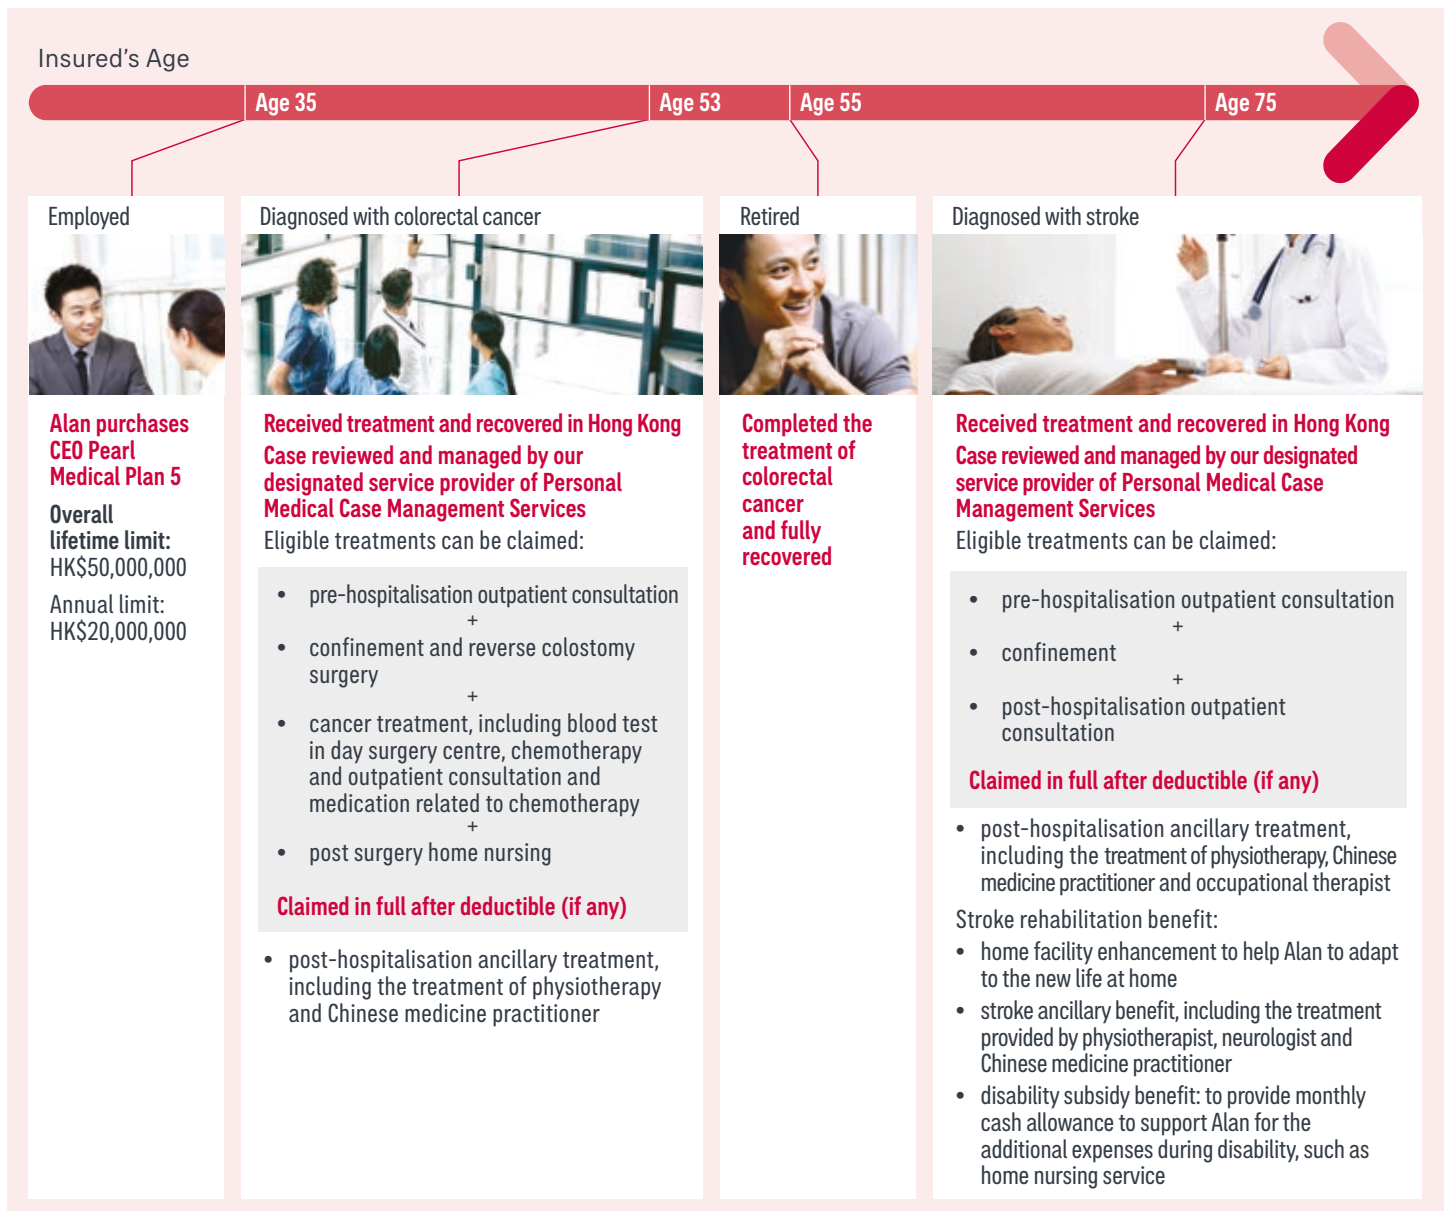 Insured's Age
Age 35
Age 53
Age 55
Age 75
Employed
Alan purchases
CEO Pearl
Medical Plan 5
Overall
lifetime limit:
HK$50,000,000
Annual limit:
HK$20,000,000
Diagnosed with colorectal cancer
Received treatment and recovered in Hong Kong
Case reviewed and managed by our
designated service provider of Personal
Medical Case Management Services
Eligible treatments can be claimed:
• pre-hospitalisation outpatient consultation
+
• confinement and reverse colostomy
surgery
+
• cancer treatment, including blood test
in day surgery centre, chemotherapy
and outpatient consultation and
medication related to chemotherapy
+
• post surgery home nursing
Claimed in full after deductible (if any)
• post-hospitalisation ancillary treatment,
including the treatment of physiotherapy
and Chinese medicine practitioner
Retired
Completed the
treatment of
colorectal
cancer
and fully
recovered
Diagnosed with stroke
Received treatment and recovered in Hong Kong
Case reviewed and managed by our designated
service provider of Personal Medical Case
Management Services
Eligible treatments can be claimed:
• pre-hospitalisation outpatient consultation
+
• confinement
+
• post-hospitalisation outpatient
consultation
Claimed in full after deductible (if any)
• post-hospitalisation ancillary treatment,
including the treatment of physiotherapy, Chinese
medicine practitioner and occupational therapist
Stroke rehabilitation benefit:
• home facility enhancement to help Alan to adapt
to the new life at home
• stroke ancillary benefit, including the treatment
provided by physiotherapist, neurologist and
Chinese medicine practitioner
• disability subsidy benefit: to provide monthly
cash allowance to support Alan for the
additional expenses during disability, such as
home nursing service